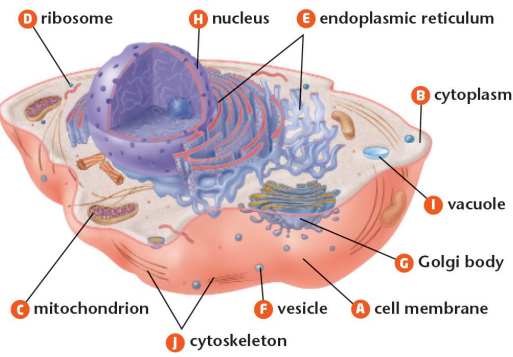 D ribosome
H nucleus
E endoplasmic reticulum
B cytoplasm
I vacuole
G Golgi body
C mitochondrion
F vesicle
A cell membrane
J cytoskeleton